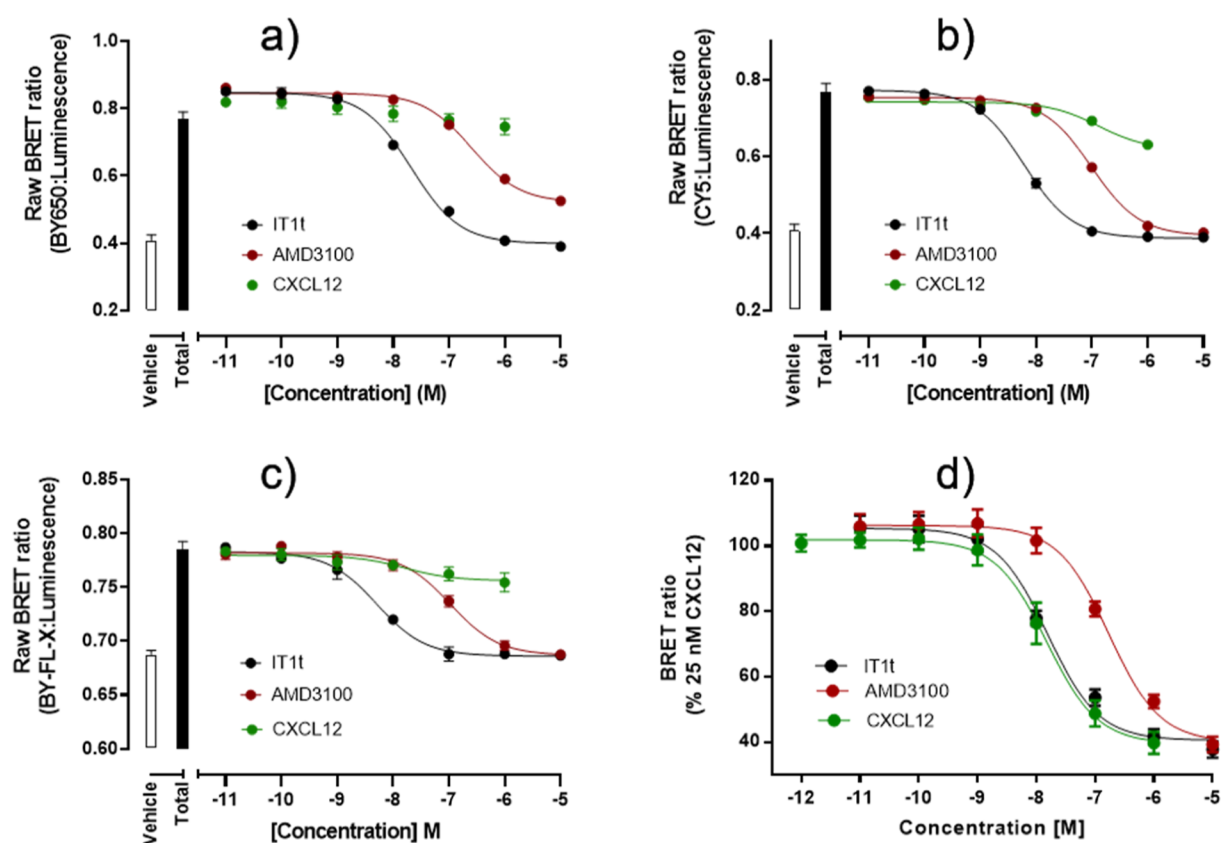 a)
Raw BRET ratio
(BY650:Luminescence)
1.0
0.8
0.6
0.4
0.2
IT1t
AMD3100
CXCL12
Vehicle
Total
-11 -10 -9 -8 -7 -6 -5
[Concentration] (M)
b)
Raw BRET ratio
(CY5:Luminescence)
0.8
0.6
0.4
0.2
IT1t
AMD3100
CXCL12
Vehicle
Total
-11 -10 -9 -8 -7 -6 -5
[Concentration] (M)
c)
Raw BRET ratio
(BY-FL-X:Luminescence)
0.85
0.80
0.75
0.70
0.65
0.60
IT1t
AMD3100
CXCL12
Vehicle
Total
-11 -10 -9 -8 -7 -6 -5
[Concentration] M
d)
BRET ratio
(% 25 nM CXCL12)
120
100
80
60
40
IT1t
AMD3100
CXCL12
-12 -11 -10 -9 -8 -7 -6 -5
Concentration [M]